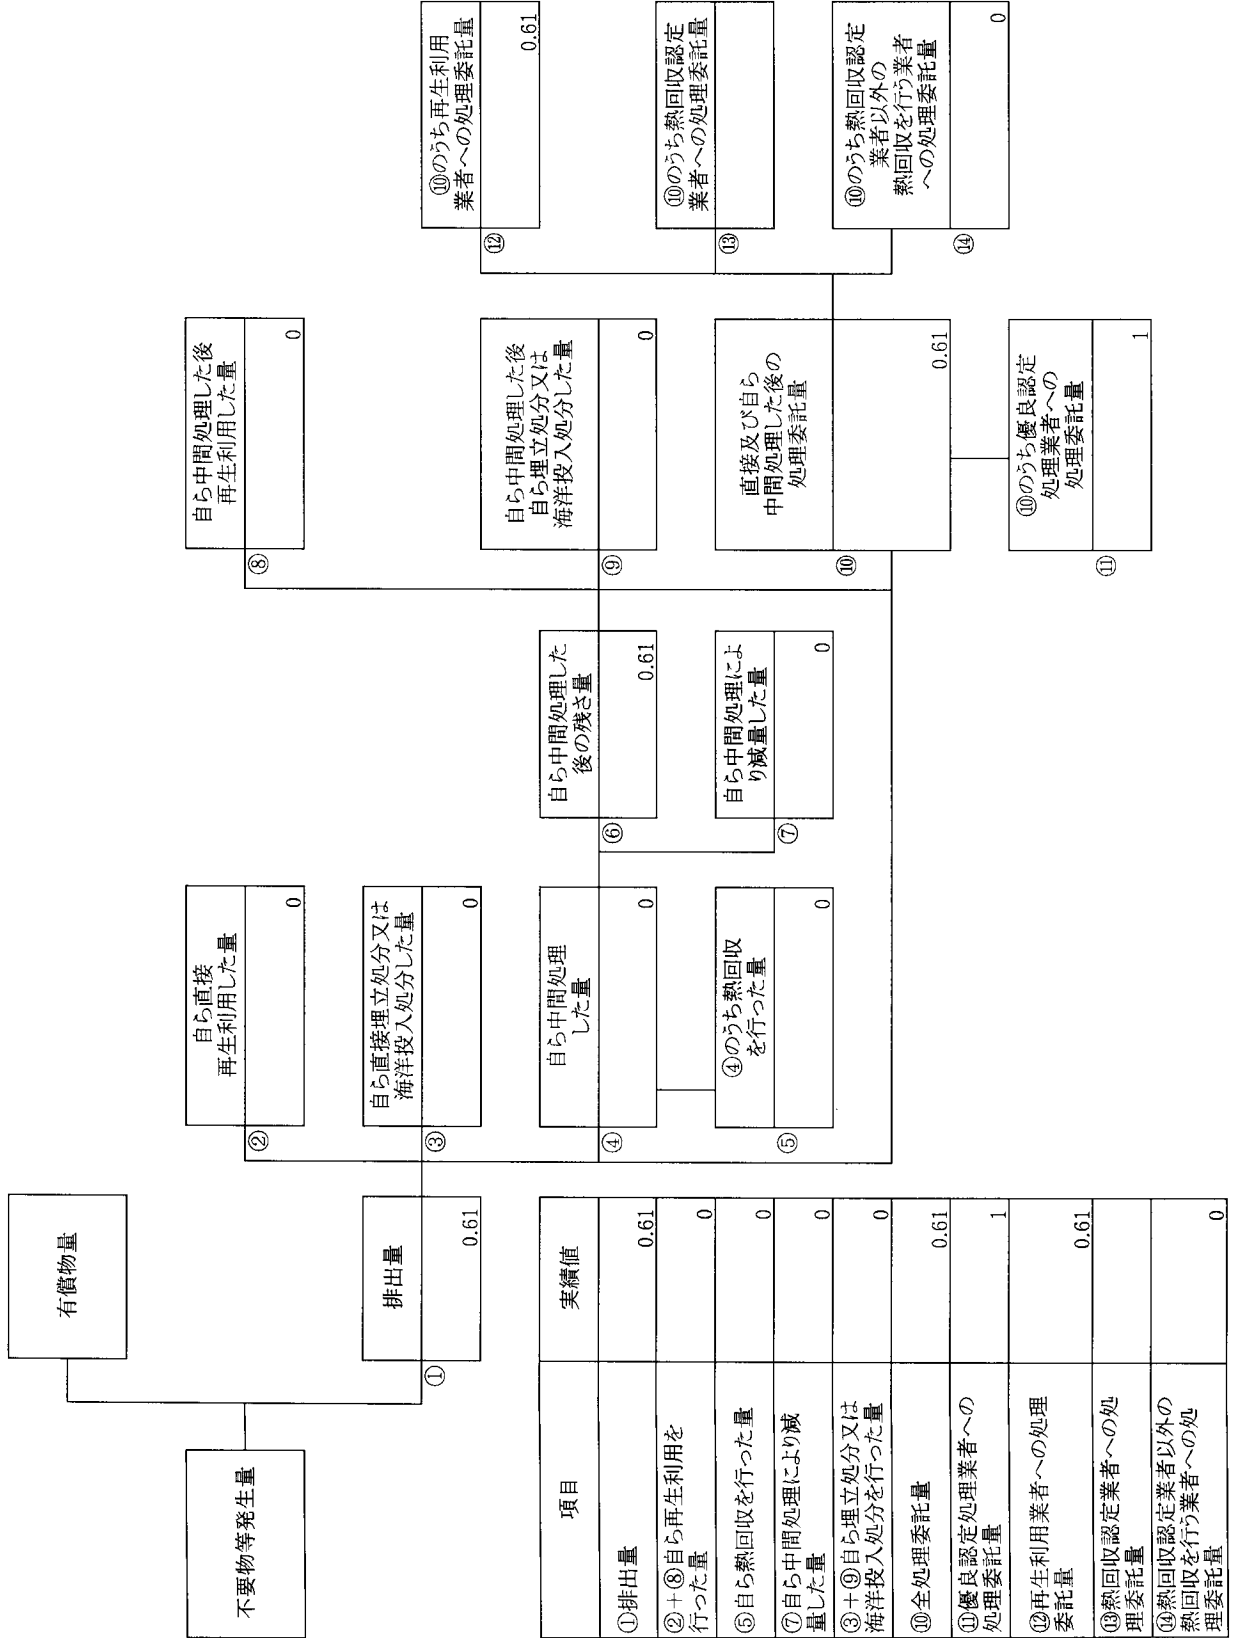 不要物等発生量
有償物量
①
排出量
0.61
②
自ら直接
再生利用した量
0
③
自ら直接埋立処分又は
海洋投入処分した量
0
④
自ら中間処理
した量
0
⑤
④のうち熱回収
を行った量
0
⑥
自ら中間処理した
後の残さ量
0.61
⑦
自ら中間処理によ
り減量した量
0
⑧
自ら中間処理した後
再生利用した量
0
⑨
自ら中間処理した後
自ら埋立処分又は
海洋投入処分した量
0
⑩
直接及び自ら
中間処理した後の
処理委託量
0.61
⑪
⑩のうち優良認定
処理業者への
処理委託量
1
⑫
⑩のうち再生利用
業者への処理委託量
0.61
⑬
⑩のうち熱回収認定
業者への処理委託量
⑭
⑩のうち熱回収認定
業者以外の
熱回収を行う業者
への処理委託量
0
項目
実績値
①排出量
0.61
②+⑧自ら再生利用を
行った量
0
⑤自ら熱回収を行った量
0
⑦自ら中間処理により減
量した量
0
③+⑨自ら埋立処分又は
海洋投入処分を行った量
0
⑩全処理委託量
0.61
⑪優良認定処理業者への
処理委託量
1
⑫再生利用業者への処理
委託量
0.61
⑬熱回収認定業者への処
理委託量
⑭熱回収認定業者以外の
熱回収を行う業者への処
理委託量
0